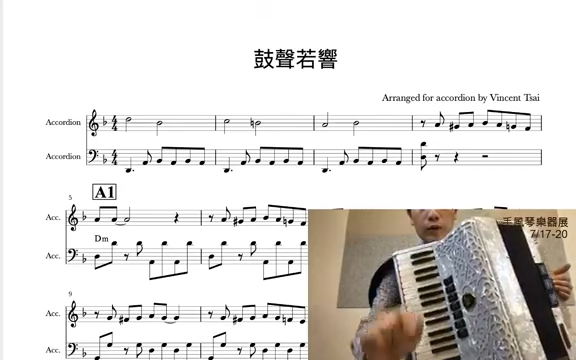 鼓聲若響
Arranged for accordion by Vincent Tsai
Accordion
Accordion
5
A1
Acc.
Dm
Acc.
9
Acc.
Acc.
手風琴樂器展
7/17-20